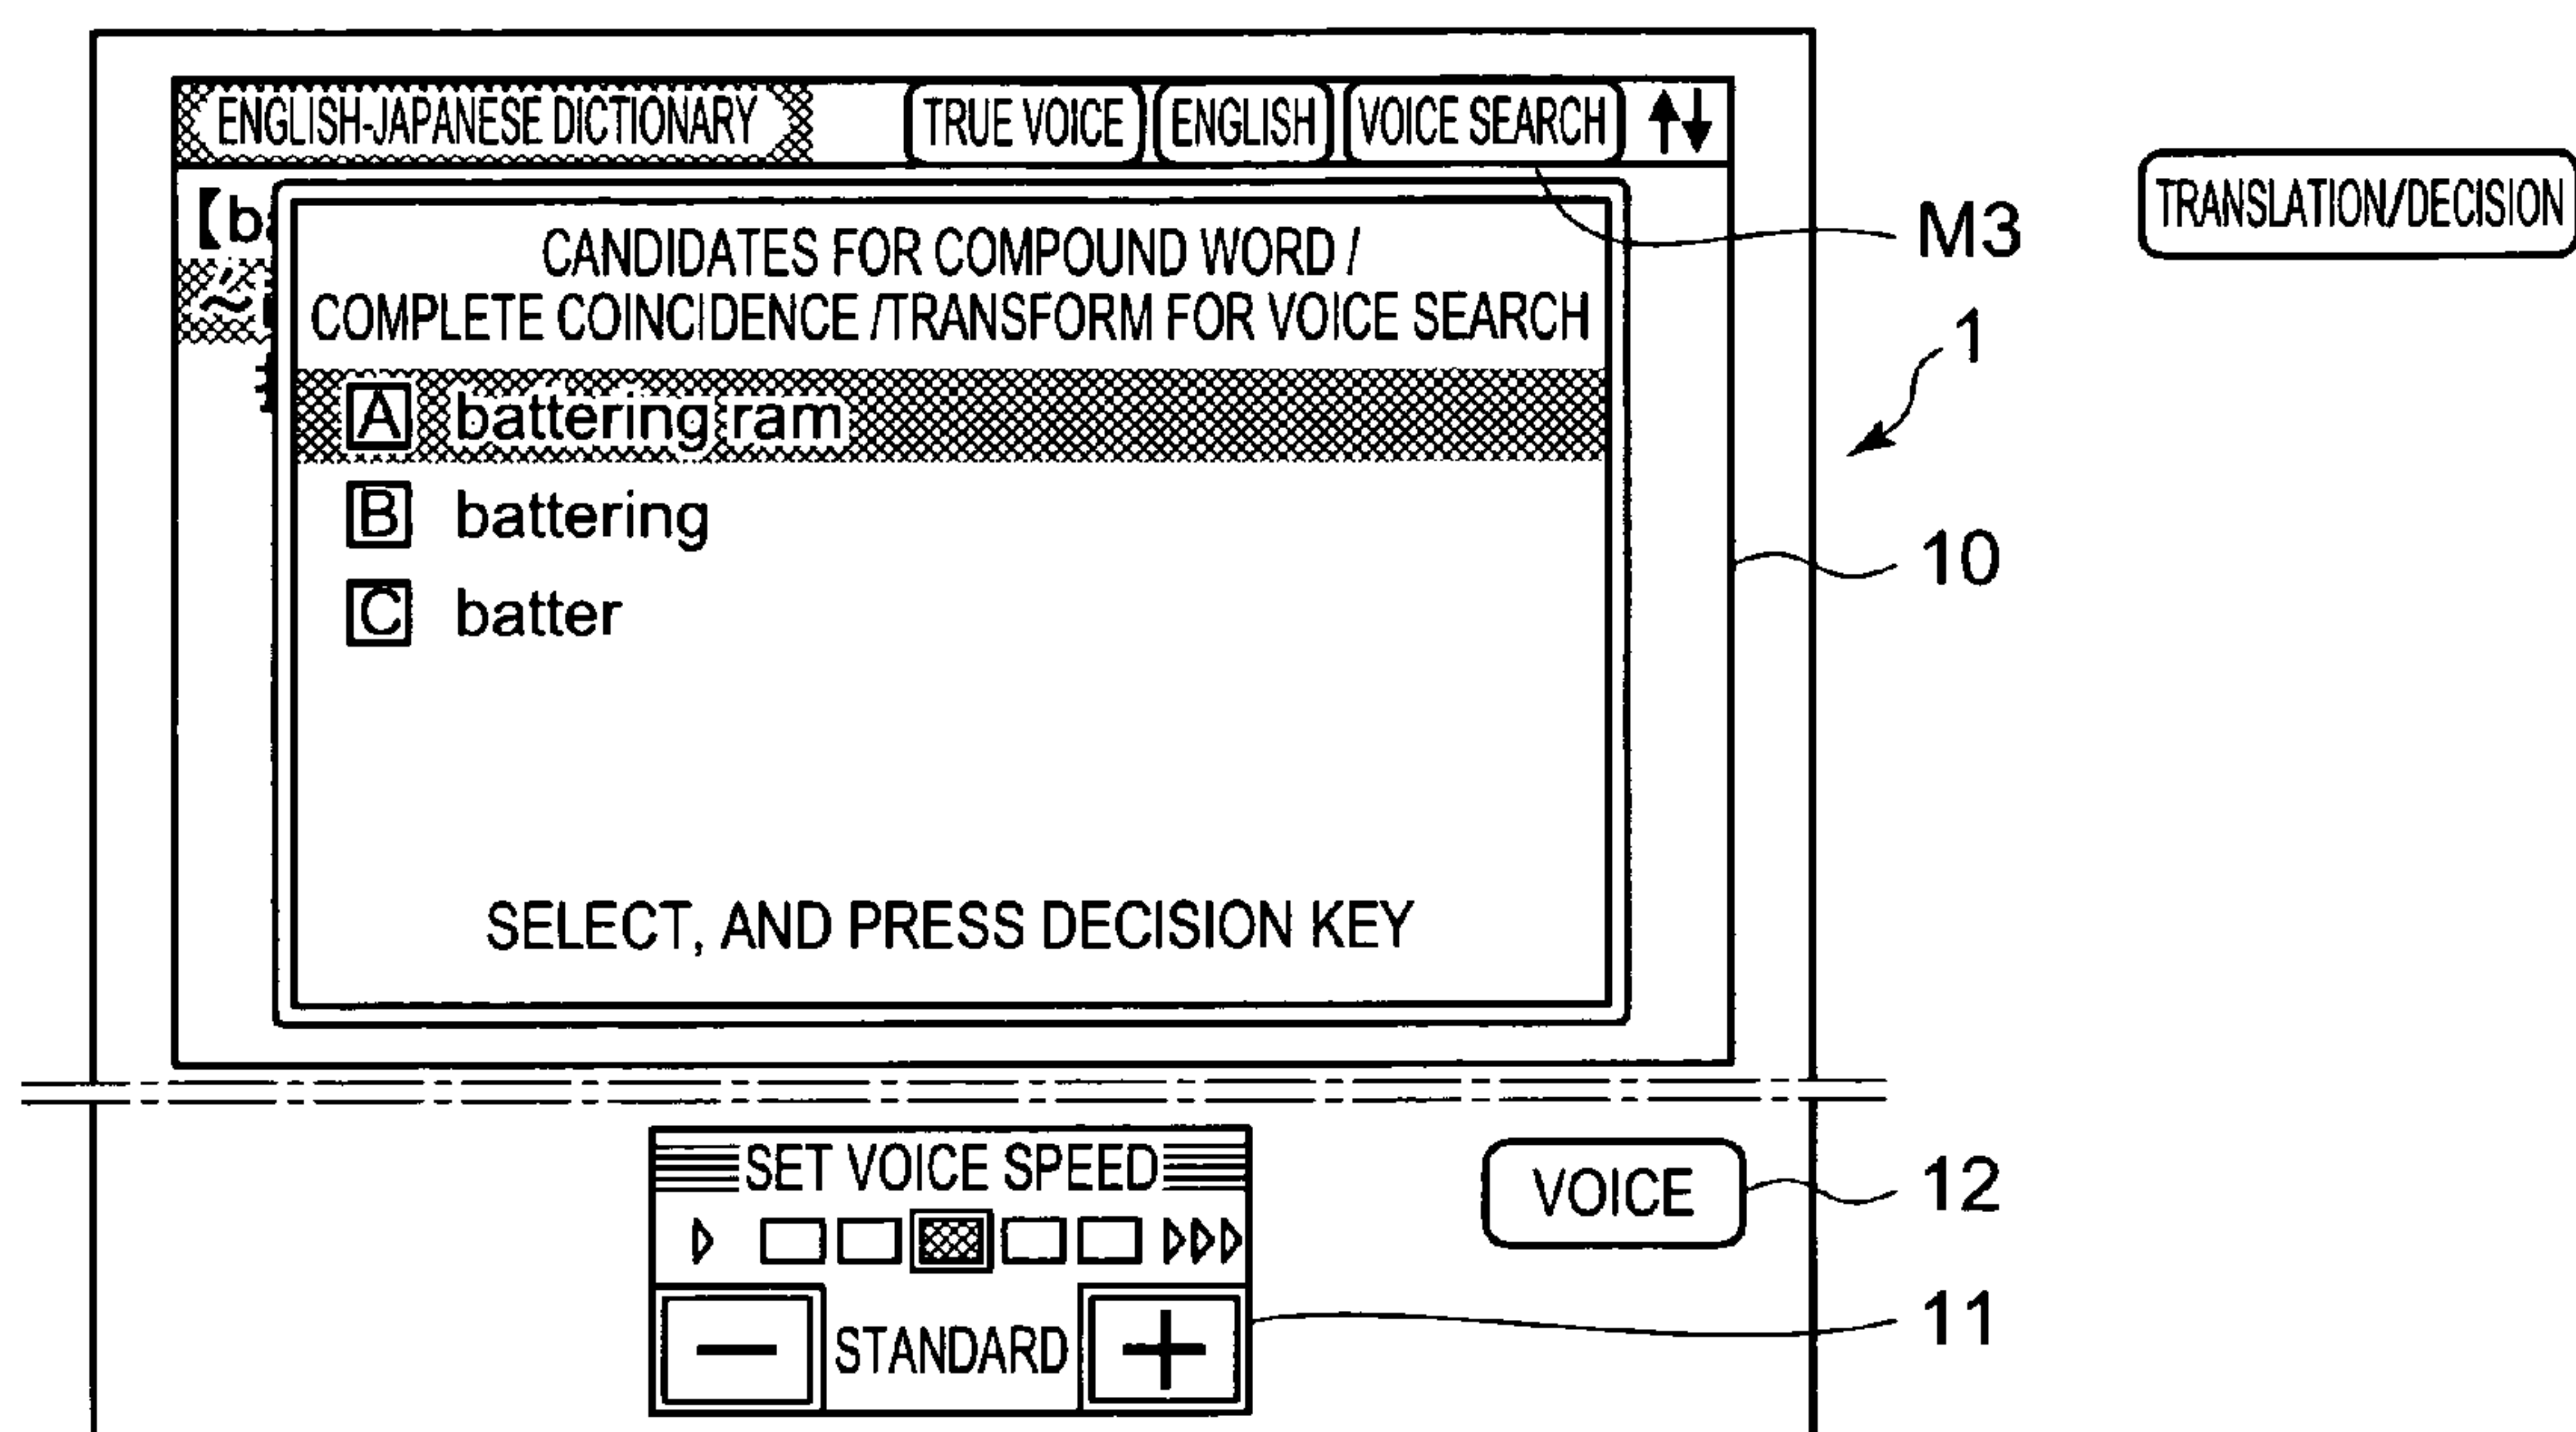 ENGLISH-JAPANESE DICTIONARY TRUE VOICE ENGLISH VOICE SEARCH
TRANSLATION/DECISION
【b
M3
CANDIDATES FOR COMPOUND WORD /
COMPLETE COINCIDENCE /TRANSFORM FOR VOICE SEARCH
1
A battering ram
B battering
10
C batter
SELECT, AND PRESS DECISION KEY
SET VOICE SPEED
VOICE
12
11
− STANDARD +